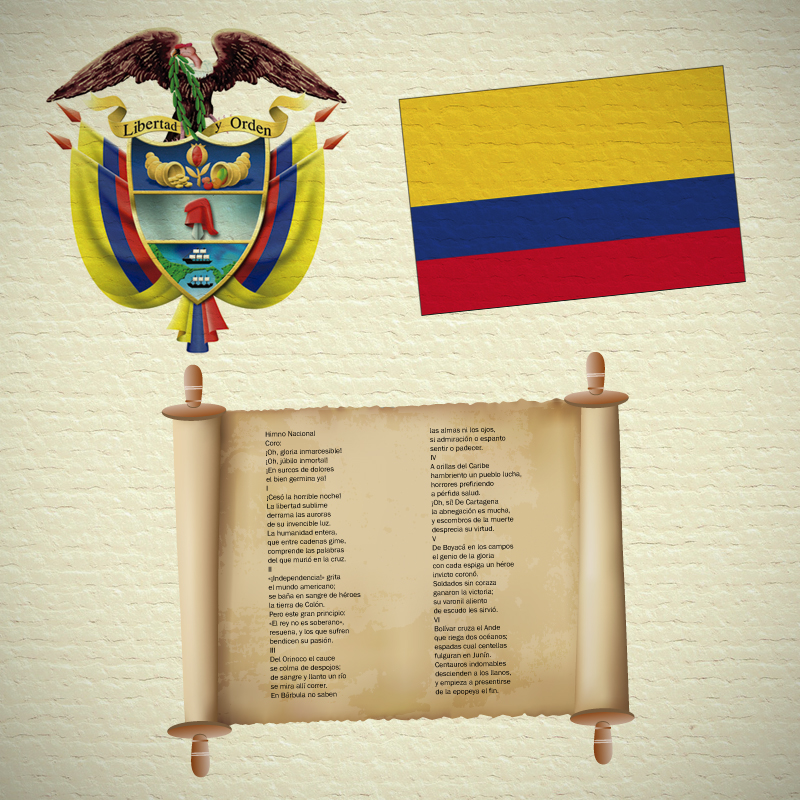 Libertad y Orden
Himno Nacional
Coro:
¡Oh, gloria inmarcesible!
¡Oh, júbilo inmortal!
¡En surcos de dolores
el bien germina ya!
I
¡Cesó la horrible noche!
La libertad sublime
derrama las auroras
de su invencible luz.
La humanidad entera,
que entre cadenas gime,
comprende las palabras
del que murió en la cruz.
II
«¡Independencia!» grita
el mundo americano;
se baña en sangre de héroes
la tierra de Colón.
Pero este gran principio:
«El rey no es soberano»,
resuena, y los que sufren
bendicen su pasión.
III
Del Orinoco el cauce
se colma de despojos;
de sangre y llanto un río
se mira allí correr.
En Bárbula no saben
las almas ni los ojos,
si admiración o espanto
sentir o padecer.
IV
A orillas del Caribe
hambriento un pueblo lucha,
horrores prefiriendo
a pérfida salud.
¡Oh, sí! De Cartagena
la abnegación es mucha,
y escombros de la muerte
desprecia su virtud.
V
De Boyacá en los campos
el genio de la gloria
con cada espiga un héroe
invicto coronó.
Soldados sin coraza
ganaron la victoria;
su varonil aliento
de escudo les sirvió.
VI
Bolívar cruza el Ande
que riega dos océanos;
espadas cual centellas
fulguran en Junín.
Centauros indomables
descienden a los llanos,
y empieza a presentirse
de la epopeya el fin.